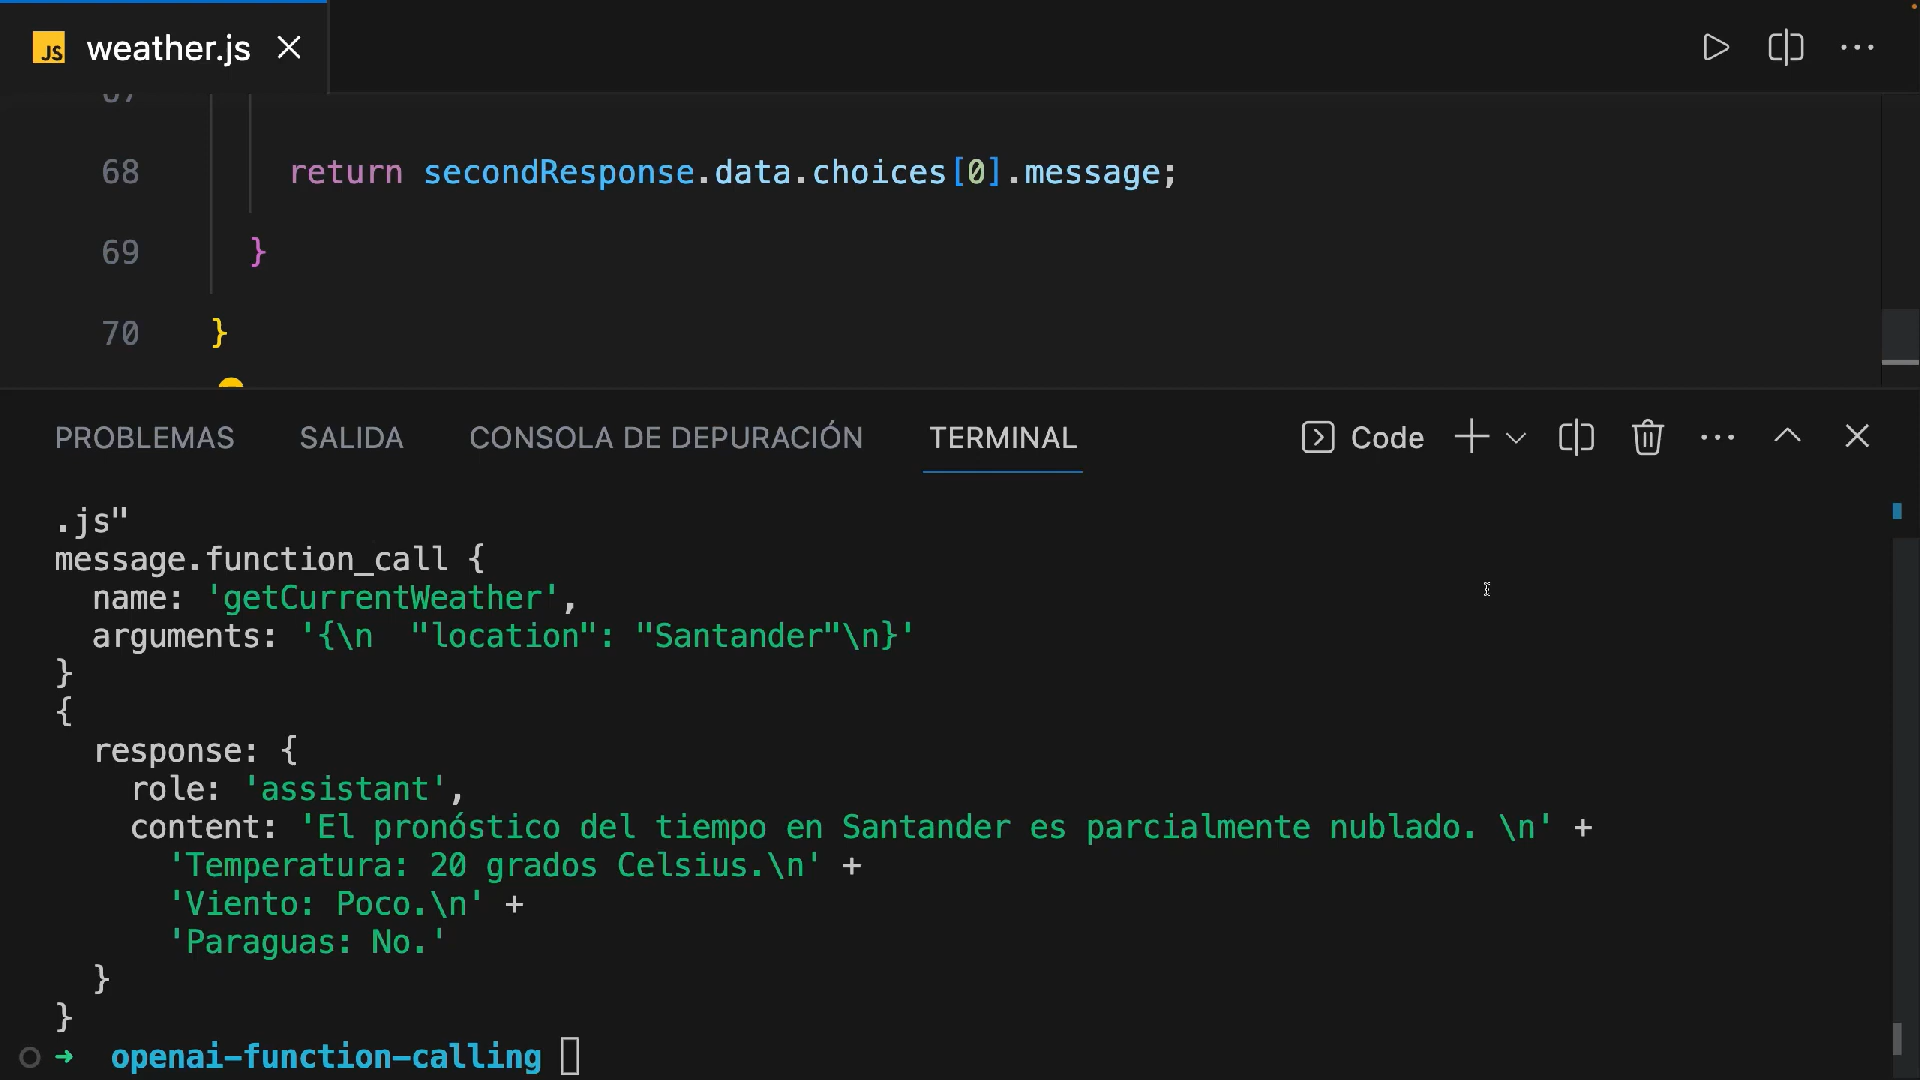 JS weather.js
67
68 return secondResponse.data.choices[0].message;
69 }
70 }
PROBLEMAS SALIDA CONSOLA DE DEPURACIÓN TERMINAL Code
.js"
message.function_call {
  name: 'getCurrentWeather',
  arguments: '{\n  "location": "Santander"\n}'
}
{
  response: {
    role: 'assistant',
    content: 'El pronóstico del tiempo en Santander es parcialmente nublado. \n' +
      'Temperatura: 20 grados Celsius.\n' +
      'Viento: Poco.\n' +
      'Paraguas: No.'
  }
}
openai-function-calling